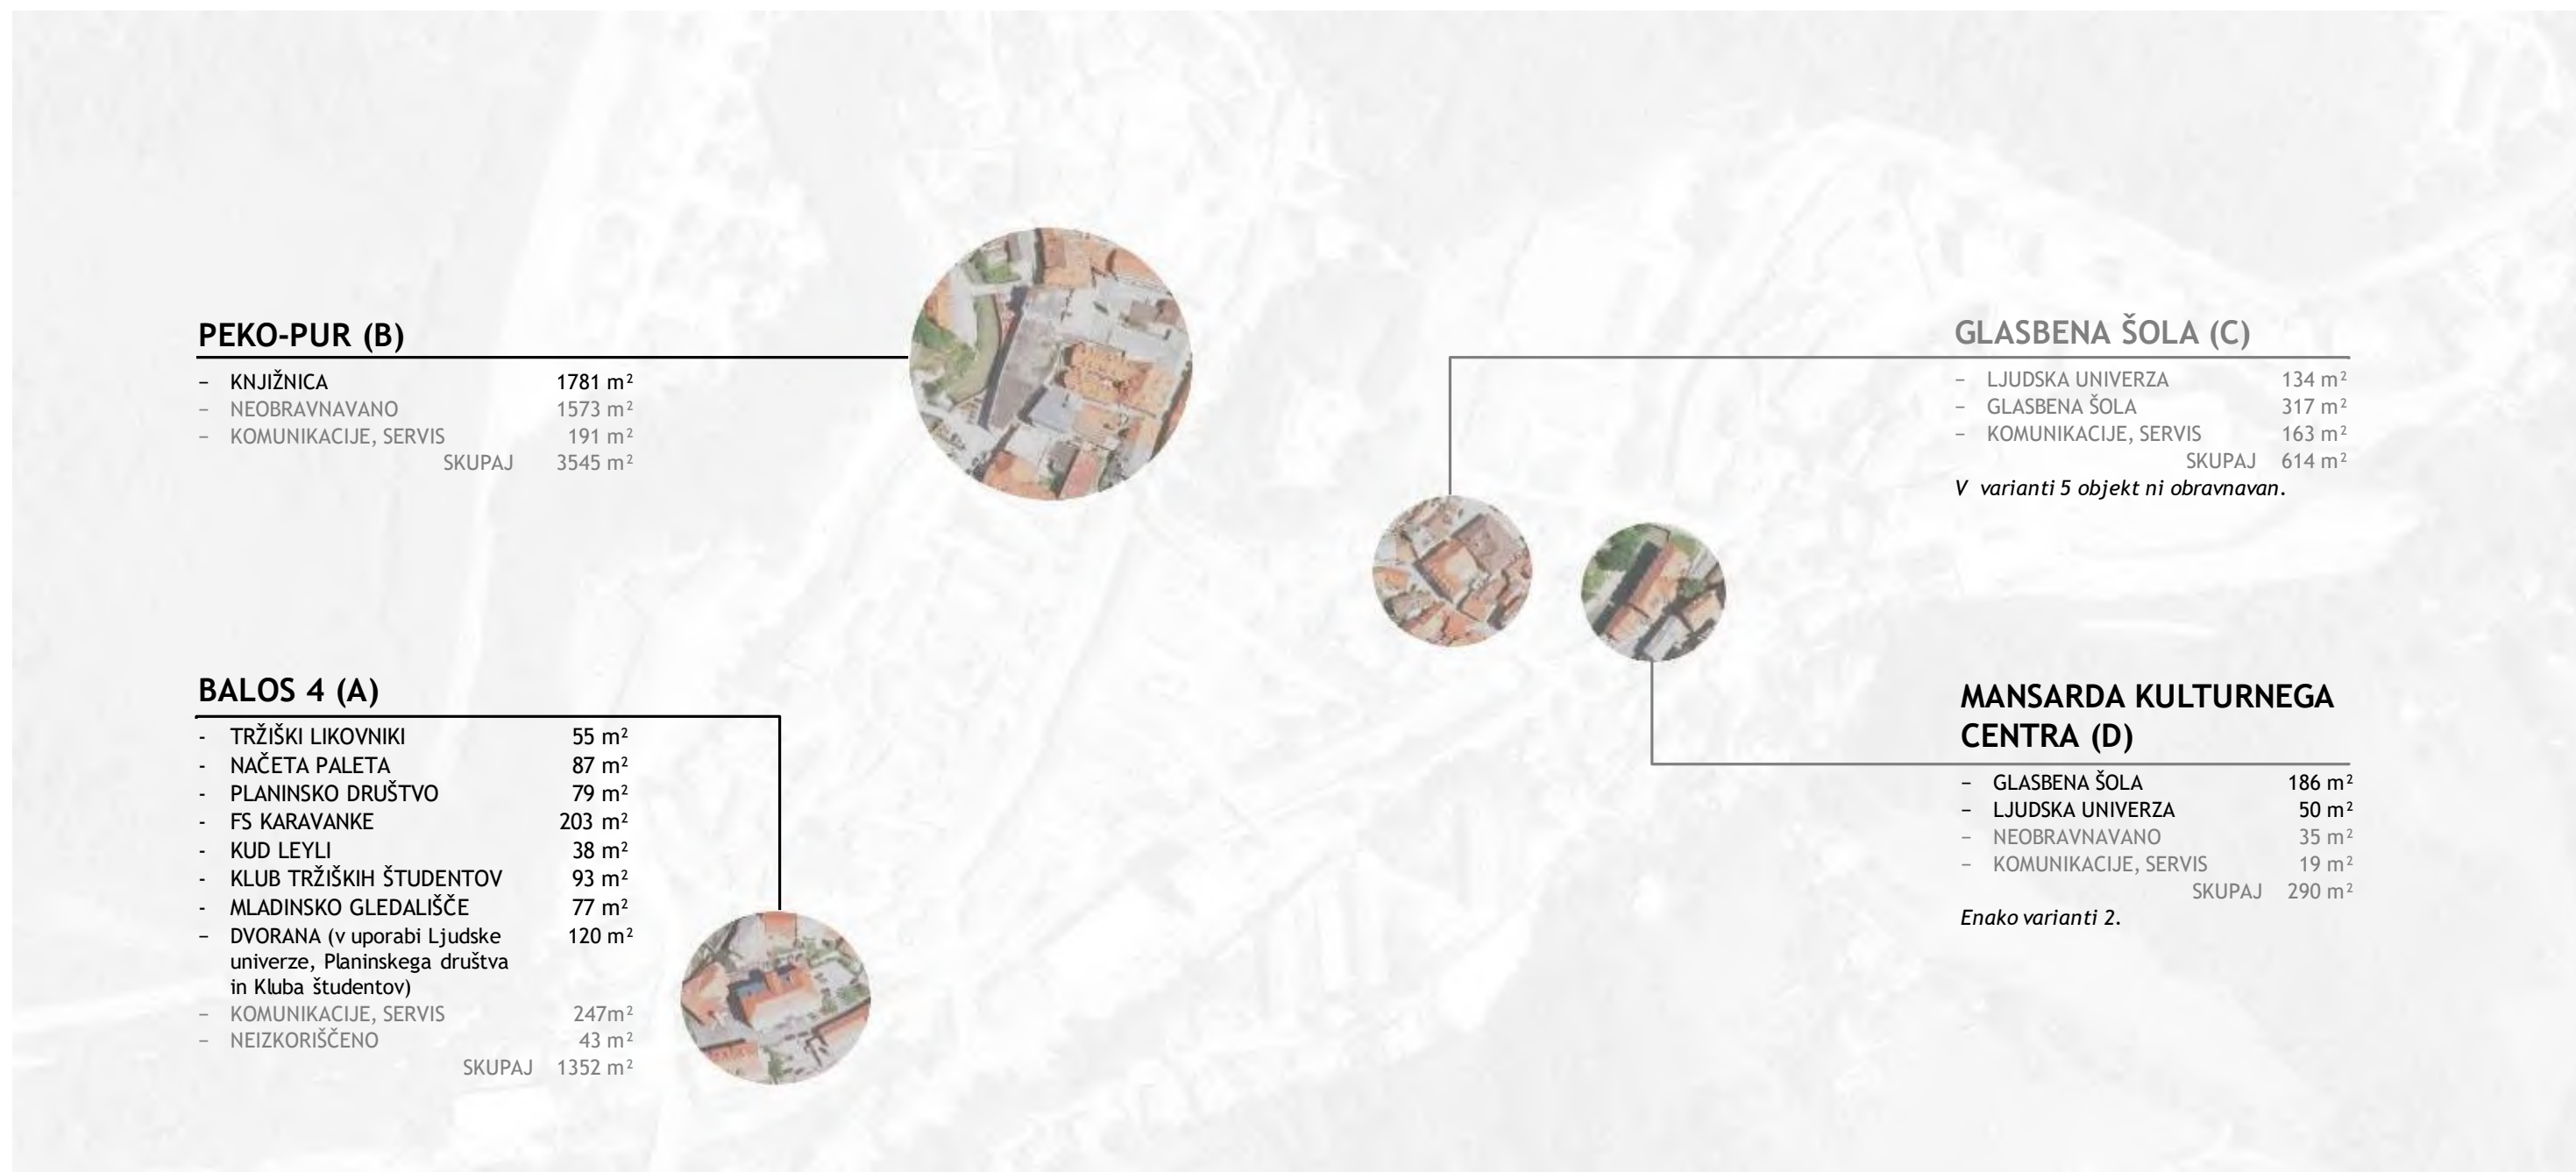 PEKO-PUR (B)
– KNJIŽNICA 1781 m²
– NEOBRAVNAVANO 1573 m²
– KOMUNIKACIJE, SERVIS 191 m²
SKUPAJ 3545 m²
BALOS 4 (A)
- TRŽIŠKI LIKOVNIKI 55 m²
- NAČETA PALETA 87 m²
- PLANINSKO DRUŠTVO 79 m²
- FS KARAVANKE 203 m²
- KUD LEYLI 38 m²
- KLUB TRŽIŠKIH ŠTUDENTOV 93 m²
- MLADINSKO GLEDALIŠČE 77 m²
– DVORANA (v uporabi Ljudske 120 m²
univerze, Planinskega društva
in Kluba študentov)
– KOMUNIKACIJE, SERVIS 247m²
– NEIZKORIŠČENO 43 m²
SKUPAJ 1352 m²
GLASBENA ŠOLA (C)
– LJUDSKA UNIVERZA 134 m²
– GLASBENA ŠOLA 317 m²
– KOMUNIKACIJE, SERVIS 163 m²
SKUPAJ 614 m²
V varianti 5 objekt ni obravnavan.
MANSARDA KULTURNEGA
CENTRA (D)
– GLASBENA ŠOLA 186 m²
– LJUDSKA UNIVERZA 50 m²
– NEOBRAVNAVANO 35 m²
– KOMUNIKACIJE, SERVIS 19 m²
SKUPAJ 290 m²
Enako varianti 2.